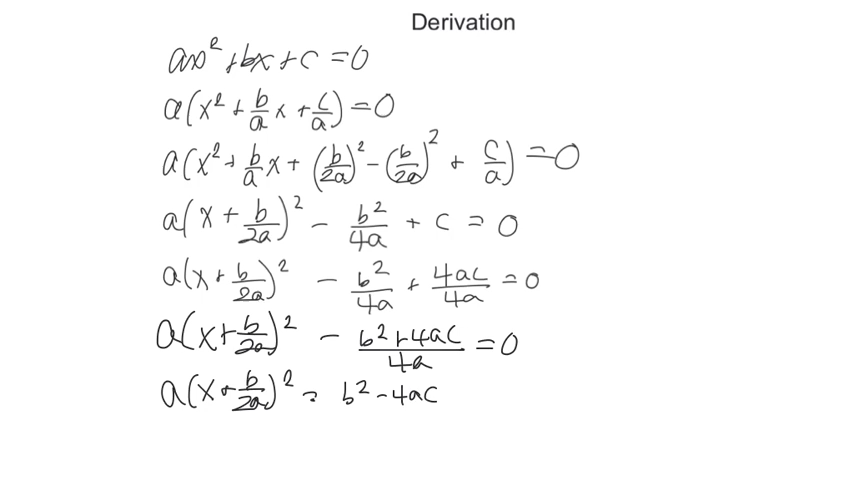 Derivation
ax² + bx + c = 0
a(x² + b/a x + c/a) = 0
a(x² + b/a x + (b/2a)² - (b/2a)² + c/a) = 0
a(x + b/2a)² - b²/4a + c = 0
a(x + b/2a)² - b²/4a + 4ac/4a = 0
a(x + b/2a)² - (b² + 4ac)/4a = 0
a(x + b/2a)² = b² - 4ac